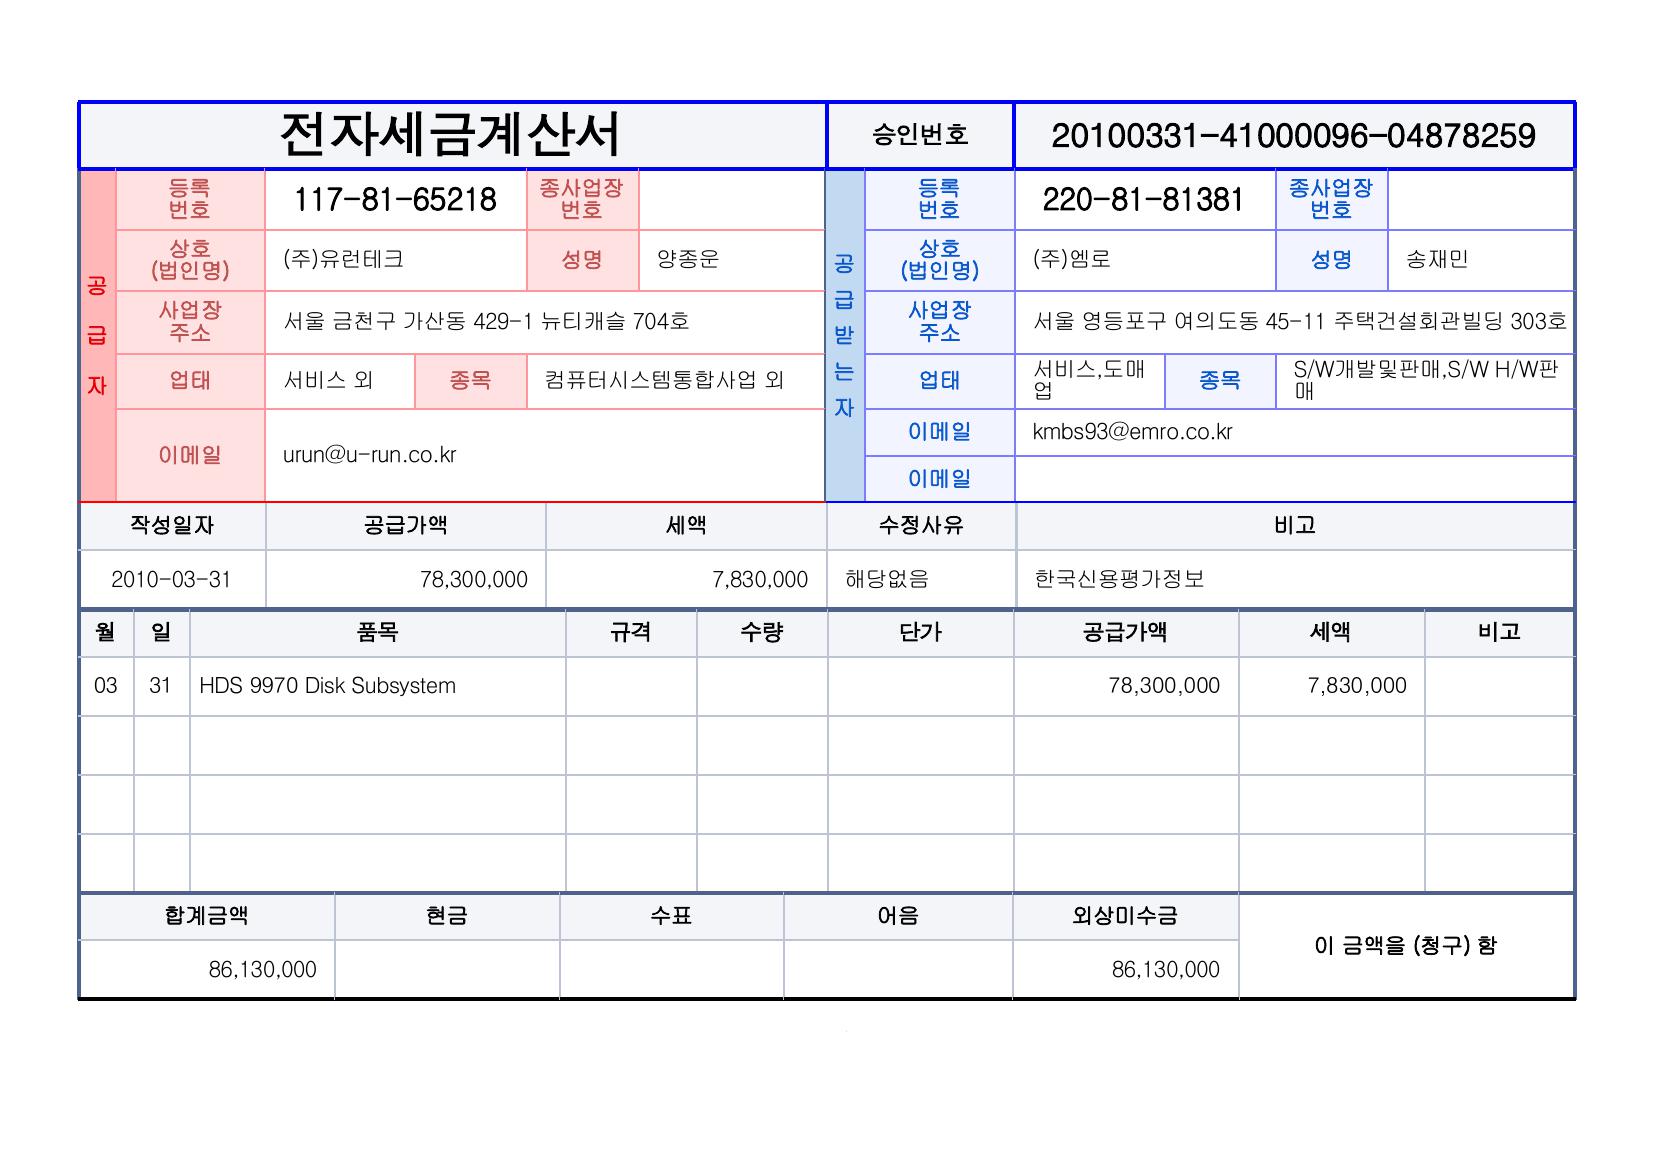 전자세금계산서 승인번호 20100331-41000096-04878259
공급자
등록번호 117-81-65218 종사업장번호
상호(법인명) (주)유런테크 성명 양종운
사업장주소 서울 금천구 가산동 429-1 뉴티캐슬 704호
업태 서비스 외 종목 컴퓨터시스템통합사업 외
이메일 urun@u-run.co.kr
공급받는자
등록번호 220-81-81381 종사업장번호
상호(법인명) (주)엠로 성명 송재민
사업장주소 서울 영등포구 여의도동 45-11 주택건설회관빌딩 303호
업태 서비스,도매업 종목 S/W개발및판매,S/W H/W판매
이메일 kmbs93@emro.co.kr
이메일
작성일자 공급가액 세액 수정사유 비고
2010-03-31 78,300,000 7,830,000 해당없음 한국신용평가정보
월 일 품목 규격 수량 단가 공급가액 세액 비고
03 31 HDS 9970 Disk Subsystem 78,300,000 7,830,000
합계금액 현금 수표 어음 외상미수금
86,130,000 86,130,000
이 금액을 (청구) 함